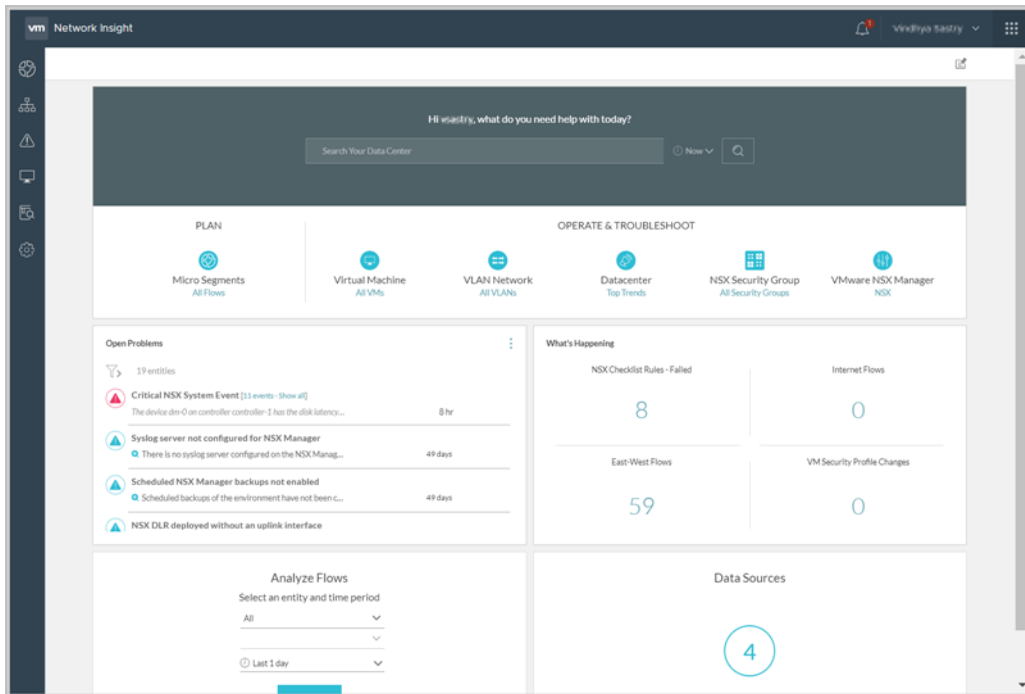 vm Network Insight
1
Vindhya Sastry
Hi vsastry, what do you need help with today?
Search Your Data Center
Now
PLAN
OPERATE & TROUBLESHOOT
Micro Segments
All Flows
Virtual Machine
All VMs
VLAN Network
All VLANs
Datacenter
Top Trends
NSX Security Group
All Security Groups
VMware NSX Manager
NSX
Open Problems
19 entities
Critical NSX System Event [11 events - Show all]
The device dm-0 on controller controller-1 has the disk latency...
8 hr
Syslog server not configured for NSX Manager
There is no syslog server configured on the NSX Manag...
49 days
Scheduled NSX Manager backups not enabled
Scheduled backups of the environment have not been c...
49 days
NSX DLR deployed without an uplink interface
What's Happening
NSX Checklist Rules - Failed
8
Internet Flows
0
East-West Flows
59
VM Security Profile Changes
0
Analyze Flows
Select an entity and time period
All
Last 1 day
Data Sources
4